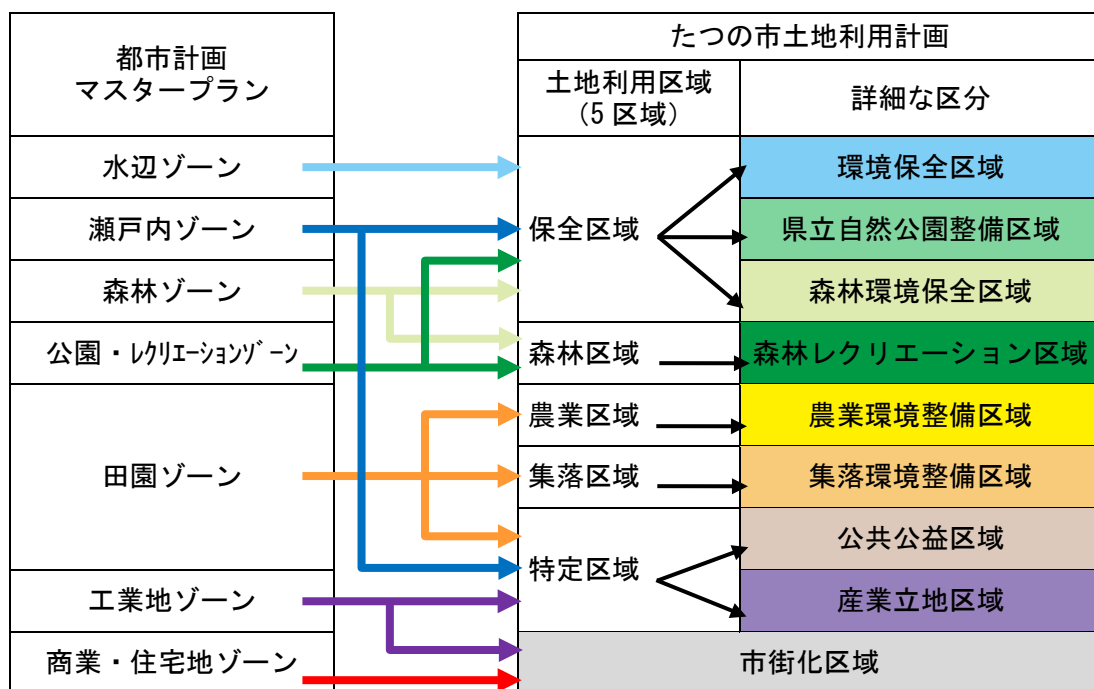 都市計画
マスタープラン
たつの市土地利用計画
土地利用区域
（5 区域）
詳細な区分
水辺ゾーン
瀬戸内ゾーン
森林ゾーン
公園・ﾚｸﾘｴｰｼｮﾝｿﾞｰﾝ
田園ゾーン
工業地ゾーン
商業・住宅地ゾーン
保全区域
森林区域
農業区域
集落区域
特定区域
環境保全区域
県立自然公園整備区域
森林環境保全区域
森林レクリエーション区域
農業環境整備区域
集落環境整備区域
公共公益区域
産業立地区域
市街化区域